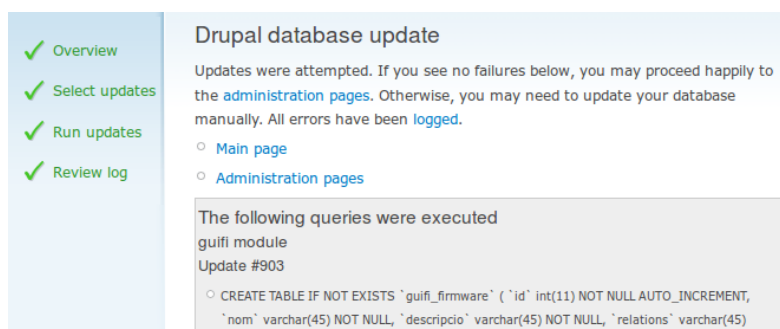 Overview
Select updates
Run updates
Review log
Drupal database update
Updates were attempted. If you see no failures below, you may proceed happily to
the administration pages. Otherwise, you may need to update your database
manually. All errors have been logged.
Main page
Administration pages
The following queries were executed
guifi module
Update #903
CREATE TABLE IF NOT EXISTS `guifi_firmware` ( `id` int(11) NOT NULL AUTO_INCREMENT,
`nom` varchar(45) NOT NULL, `descripcio` varchar(45) NOT NULL, `relations` varchar(45)